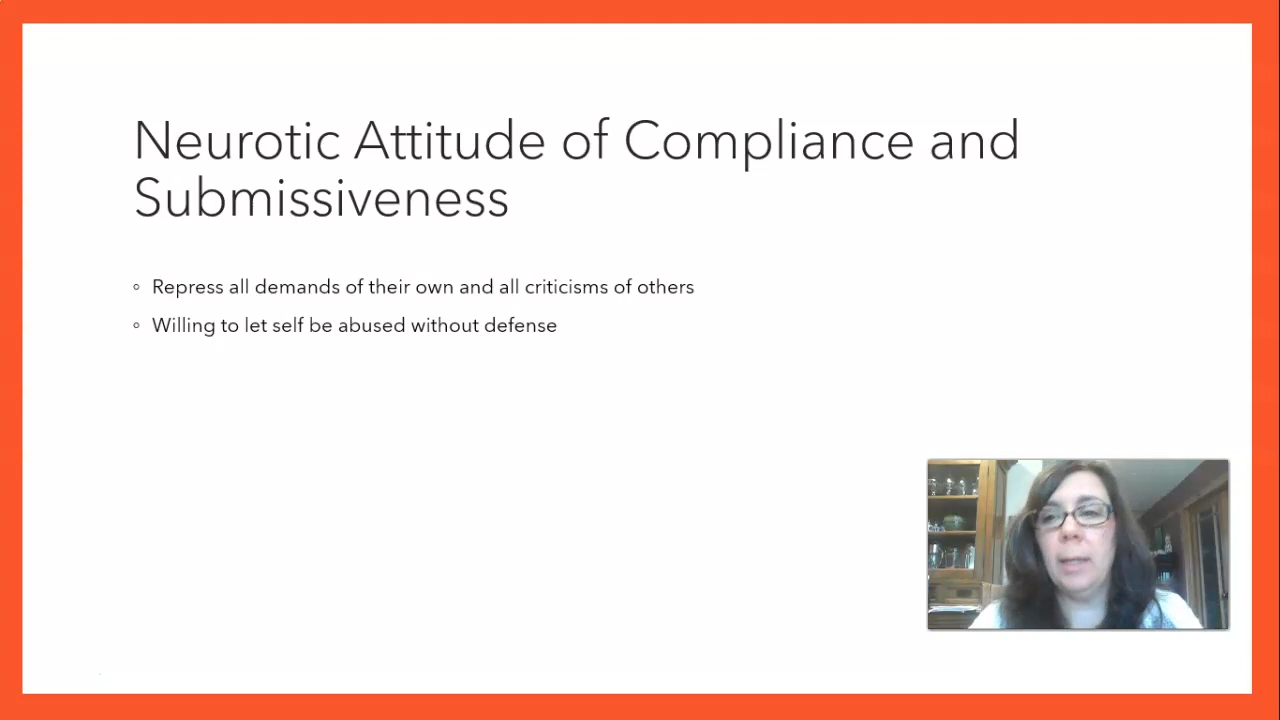 Neurotic Attitude of Compliance and
Submissiveness
◦ Repress all demands of their own and all criticisms of others
◦ Willing to let self be abused without defense